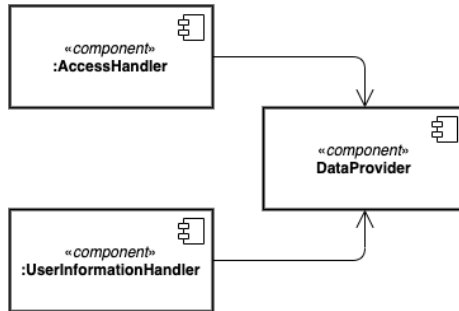 «component»
:AccessHandler
«component»
DataProvider
«component»
:UserInformationHandler